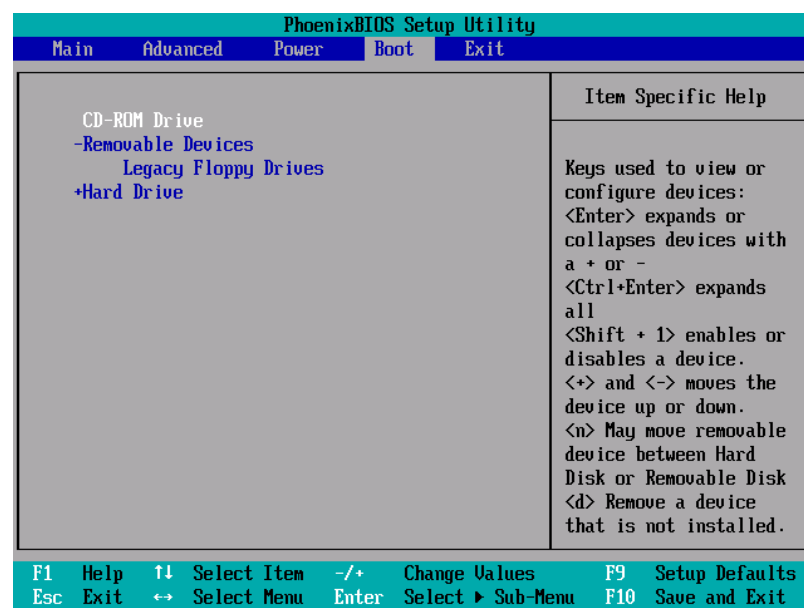 PhoenixBIOS Setup Utility
Main Advanced Power Boot Exit
CD-ROM Drive
-Removable Devices
Legacy Floppy Drives
+Hard Drive
Item Specific Help
Keys used to view or
configure devices:
<Enter> expands or
collapses devices with
a + or -
<Ctrl+Enter> expands
all
<Shift + 1> enables or
disables a device.
<+> and <-> moves the
device up or down.
<n> May move removable
device between Hard
Disk or Removable Disk
<d> Remove a device
that is not installed.
F1 Help ↑↓ Select Item -/+ Change Values F9 Setup Defaults
Esc Exit ↔ Select Menu Enter Select ▶ Sub-Menu F10 Save and Exit